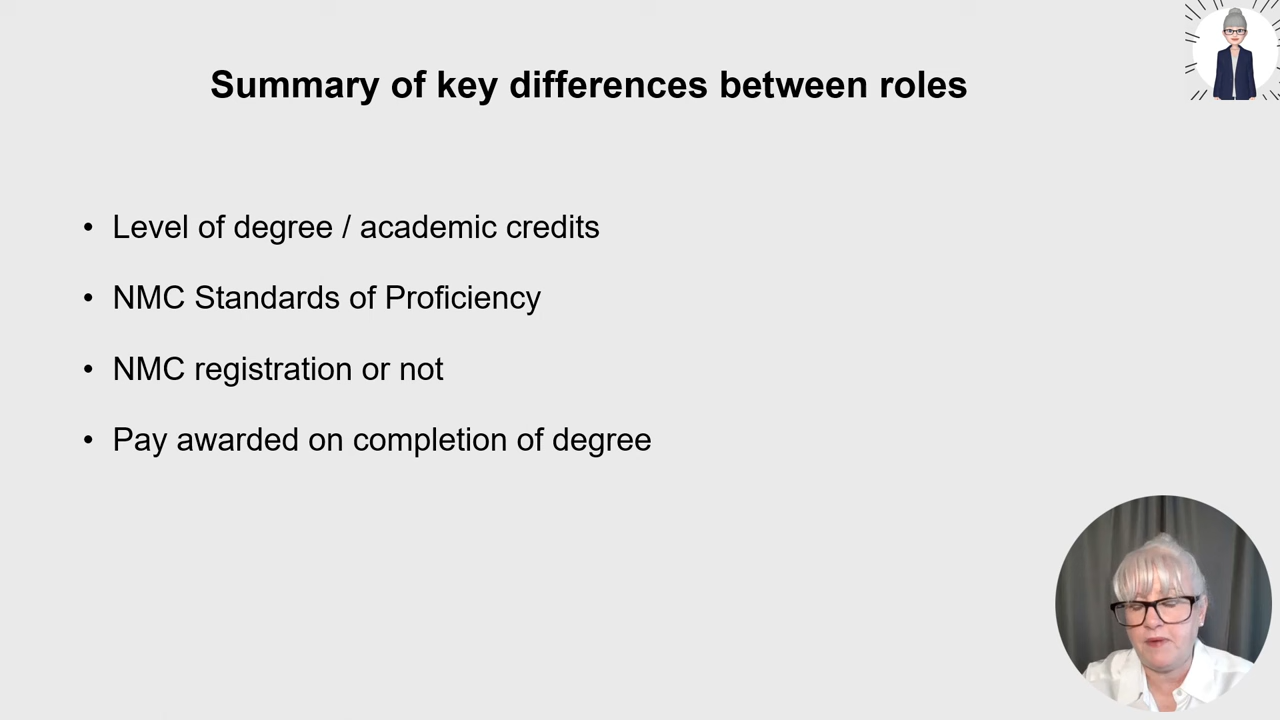 Summary of key differences between roles
• Level of degree / academic credits
• NMC Standards of Proficiency
• NMC registration or not
• Pay awarded on completion of degree